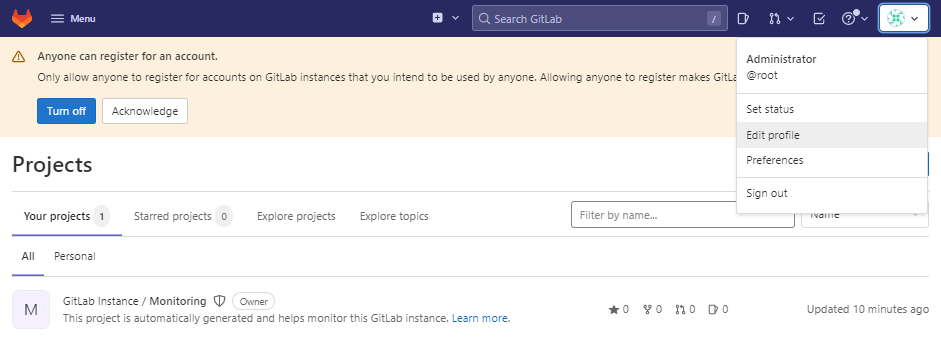 Menu
Search GitLab
/
Anyone can register for an account.
Only allow anyone to register for accounts on GitLab instances that you intend to be used by anyone. Allowing anyone to register makes GitLa
Turn off
Acknowledge
Administrator
@root
Set status
Edit profile
Preferences
Sign out
Projects
Your projects 1
Starred projects 0
Explore projects
Explore topics
Filter by name...
Name
All
Personal
M
GitLab Instance / Monitoring
Owner
0 0 0 0
Updated 10 minutes ago
This project is automatically generated and helps monitor this GitLab instance. Learn more.